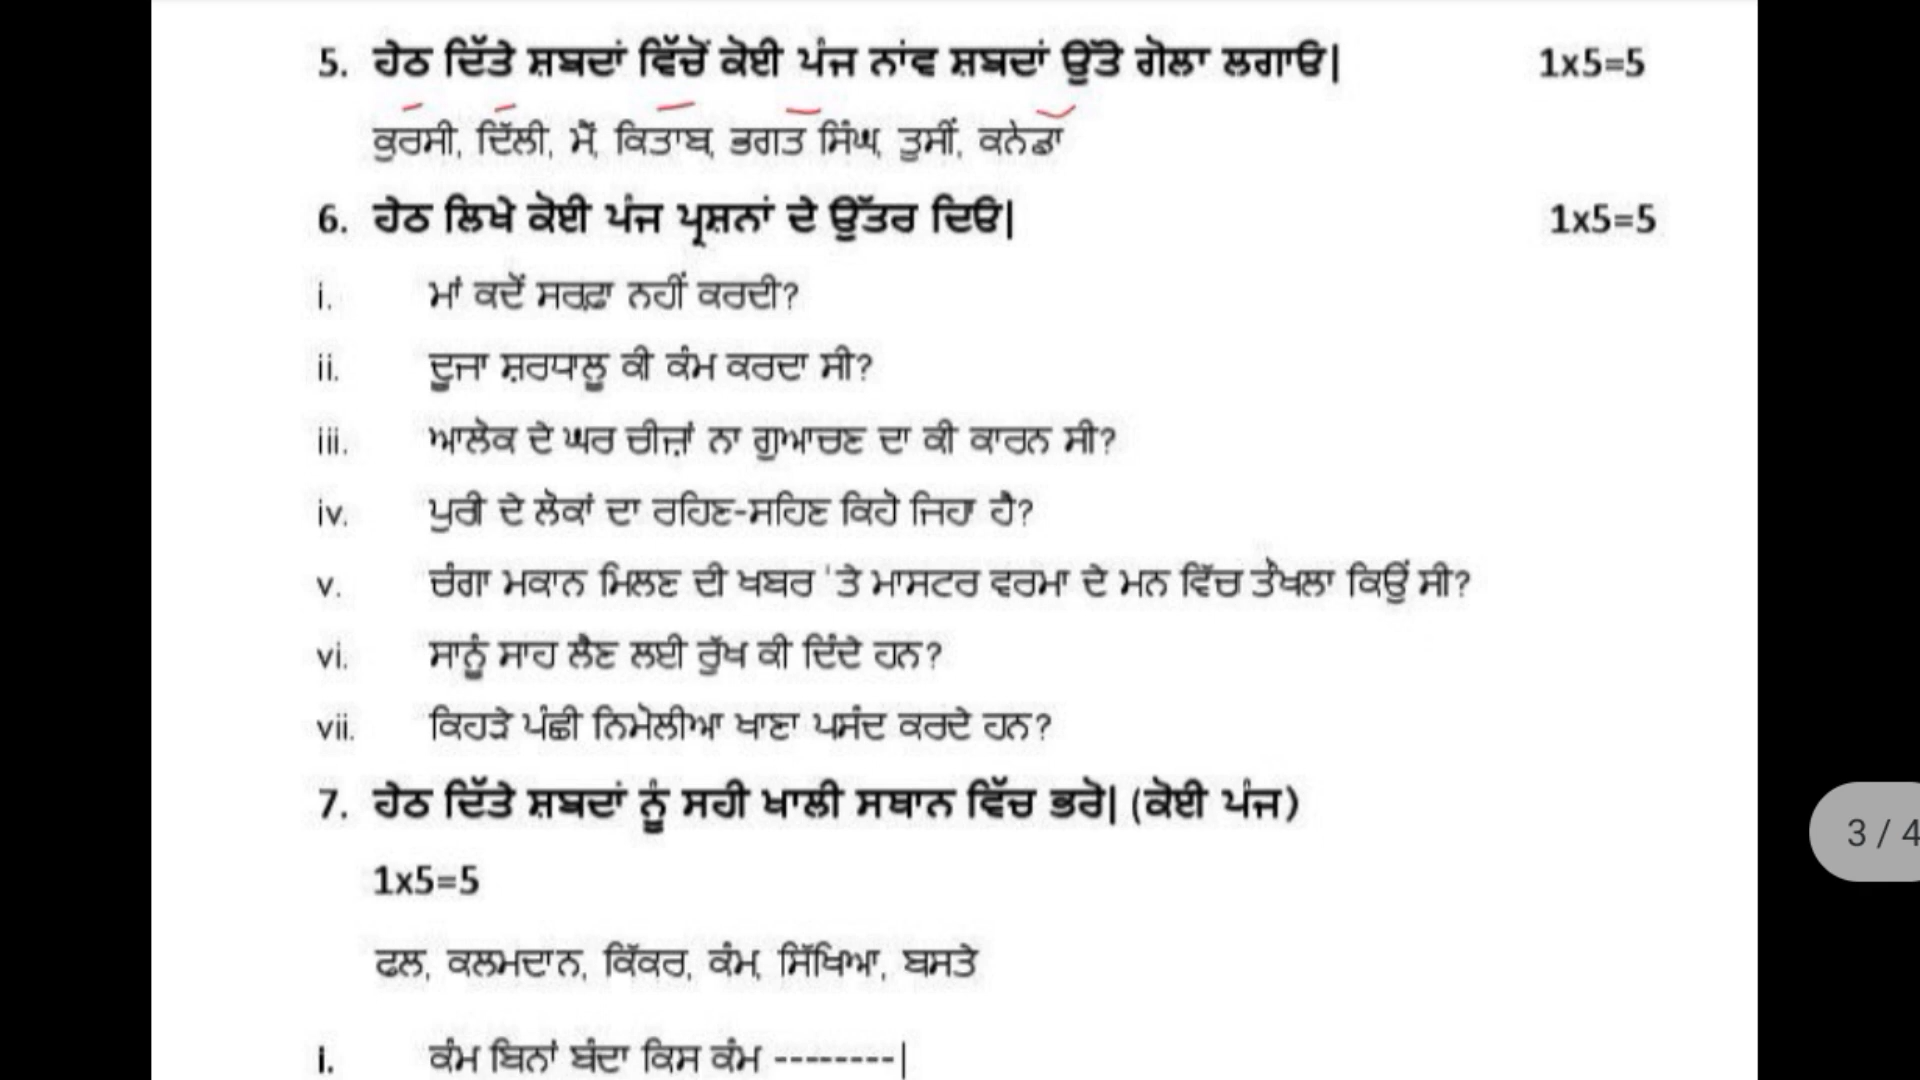 5. ਹੇਠ ਦਿੱਤੇ ਸ਼ਬਦਾਂ ਵਿੱਚੋਂ ਕੋਈ ਪੰਜ ਨਾਂਵ ਸ਼ਬਦਾਂ ਉੱਤੇ ਗੋਲਾ ਲਗਾਓ| 1x5=5
ਕੁਰਸੀ, ਦਿੱਲੀ, ਮੈਂ, ਕਿਤਾਬ, ਭਗਤ ਸਿੰਘ, ਤੁਸੀਂ, ਕਨੇਡਾ
6. ਹੇਠ ਲਿਖੇ ਕੋਈ ਪੰਜ ਪ੍ਰਸ਼ਨਾਂ ਦੇ ਉੱਤਰ ਦਿਓ| 1x5=5
i. ਮਾਂ ਕਦੋਂ ਸਰਫ਼ਾ ਨਹੀਂ ਕਰਦੀ?
ii. ਦੂਜਾ ਸ਼ਰਧਾਲੂ ਕੀ ਕੰਮ ਕਰਦਾ ਸੀ?
iii. ਆਲੋਕ ਦੇ ਘਰ ਚੀਜ਼ਾਂ ਨਾ ਗੁਆਚਣ ਦਾ ਕੀ ਕਾਰਨ ਸੀ?
iv. ਪੁਰੀ ਦੇ ਲੋਕਾਂ ਦਾ ਰਹਿਣ-ਸਹਿਣ ਕਿਹੋ ਜਿਹਾ ਹੈ?
v. ਚੰਗਾ ਮਕਾਨ ਮਿਲਣ ਦੀ ਖਬਰ 'ਤੇ ਮਾਸਟਰ ਵਰਮਾ ਦੇ ਮਨ ਵਿੱਚ ਤੌਖਲਾ ਕਿਉਂ ਸੀ?
vi. ਸਾਨੂੰ ਸਾਹ ਲੈਣ ਲਈ ਰੁੱਖ ਕੀ ਦਿੰਦੇ ਹਨ?
vii. ਕਿਹੜੇ ਪੰਛੀ ਨਿਮੋਲੀਆ ਖਾਣਾ ਪਸੰਦ ਕਰਦੇ ਹਨ?
7. ਹੇਠ ਦਿੱਤੇ ਸ਼ਬਦਾਂ ਨੂੰ ਸਹੀ ਖਾਲੀ ਸਥਾਨ ਵਿੱਚ ਭਰੋ| (ਕੋਈ ਪੰਜ)
3 / 4
1x5=5
ਫਲ, ਕਲਮਦਾਨ, ਕਿੱਕਰ, ਕੰਮ, ਸਿੱਖਿਆ, ਬਸਤੇ
i. ਕੰਮ ਬਿਨਾਂ ਬੰਦਾ ਕਿਸ ਕੰਮ --------|